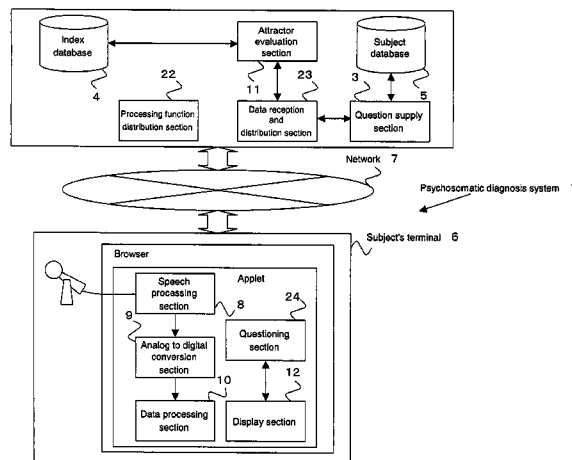 Index
database
4
Attractor
evaluation
section
11
Subject
database
5
22
Processing function
distribution section
23
Data reception
and
distribution section
3
Question supply
section
Network 7
Psychosomatic diagnosis system
Subject's terminal 6
Browser
Applet
Speech
processing
section
8
9
Analog to digital
conversion
section
24
Questioning
section
10
Data processing
section
12
Display section